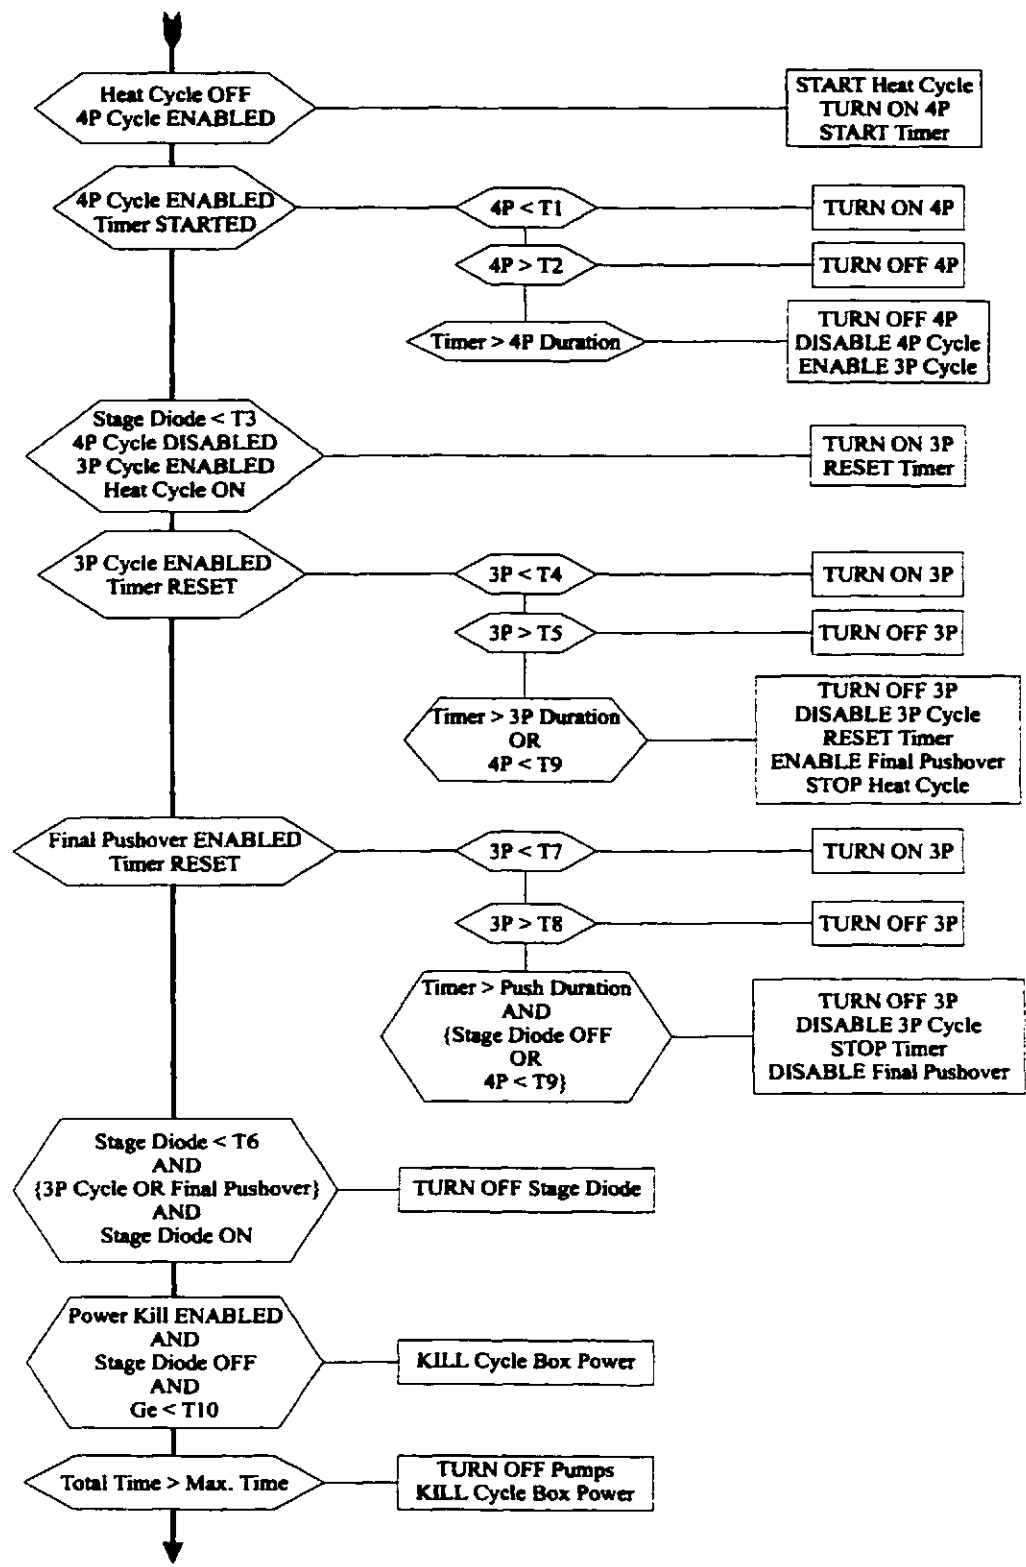 Heat Cycle OFF
4P Cycle ENABLED
START Heat Cycle
TURN ON 4P
START Timer
4P Cycle ENABLED
Timer STARTED
4P < T1
TURN ON 4P
4P > T2
TURN OFF 4P
Timer > 4P Duration
TURN OFF 4P
DISABLE 4P Cycle
ENABLE 3P Cycle
Stage Diode < T3
4P Cycle DISABLED
3P Cycle ENABLED
Heat Cycle ON
TURN ON 3P
RESET Timer
3P Cycle ENABLED
Timer RESET
3P < T4
TURN ON 3P
3P > T5
TURN OFF 3P
Timer > 3P Duration
OR
4P < T9
TURN OFF 3P
DISABLE 3P Cycle
RESET Timer
ENABLE Final Pushover
STOP Heat Cycle
Final Pushover ENABLED
Timer RESET
3P < T7
TURN ON 3P
3P > T8
TURN OFF 3P
Timer > Push Duration
AND
{Stage Diode OFF
OR
4P < T9}
TURN OFF 3P
DISABLE 3P Cycle
STOP Timer
DISABLE Final Pushover
Stage Diode < T6
AND
{3P Cycle OR Final Pushover}
AND
Stage Diode ON
TURN OFF Stage Diode
Power Kill ENABLED
AND
Stage Diode OFF
AND
Ge < T10
KILL Cycle Box Power
Total Time > Max. Time
TURN OFF Pumps
KILL Cycle Box Power